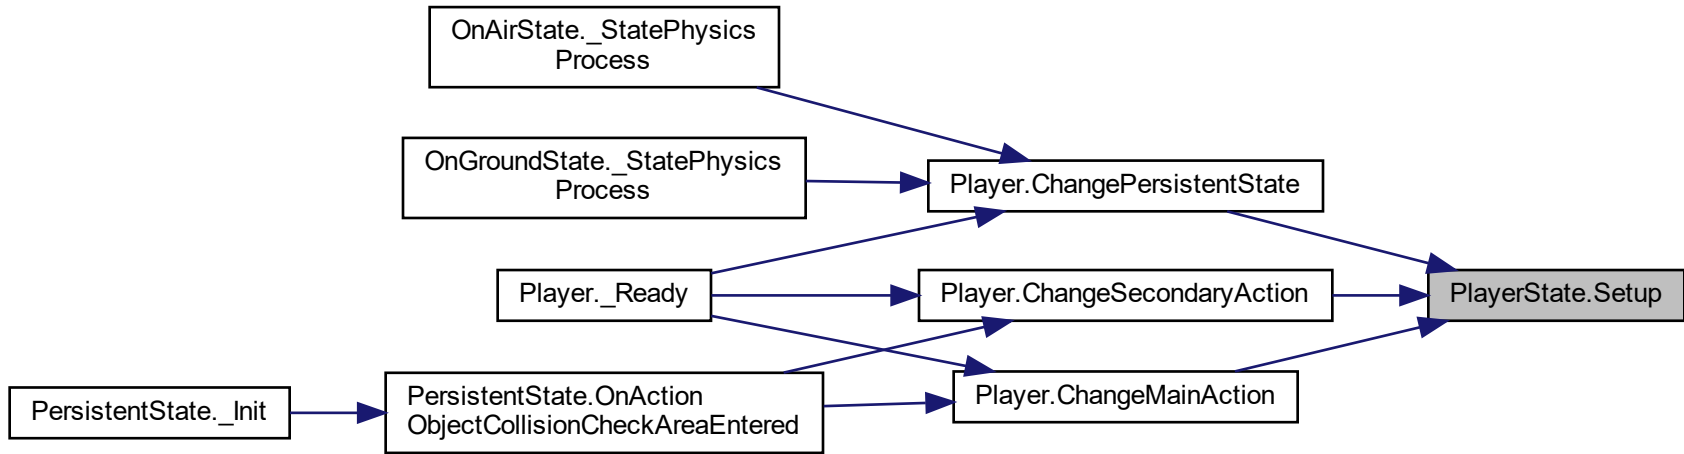 OnAirState._StatePhysics
Process
OnGroundState._StatePhysics
Process
Player.ChangePersistentState
Player._Ready
Player.ChangeSecondaryAction
PlayerState.Setup
PersistentState._Init
PersistentState.OnAction
ObjectCollisionCheckAreaEntered
Player.ChangeMainAction